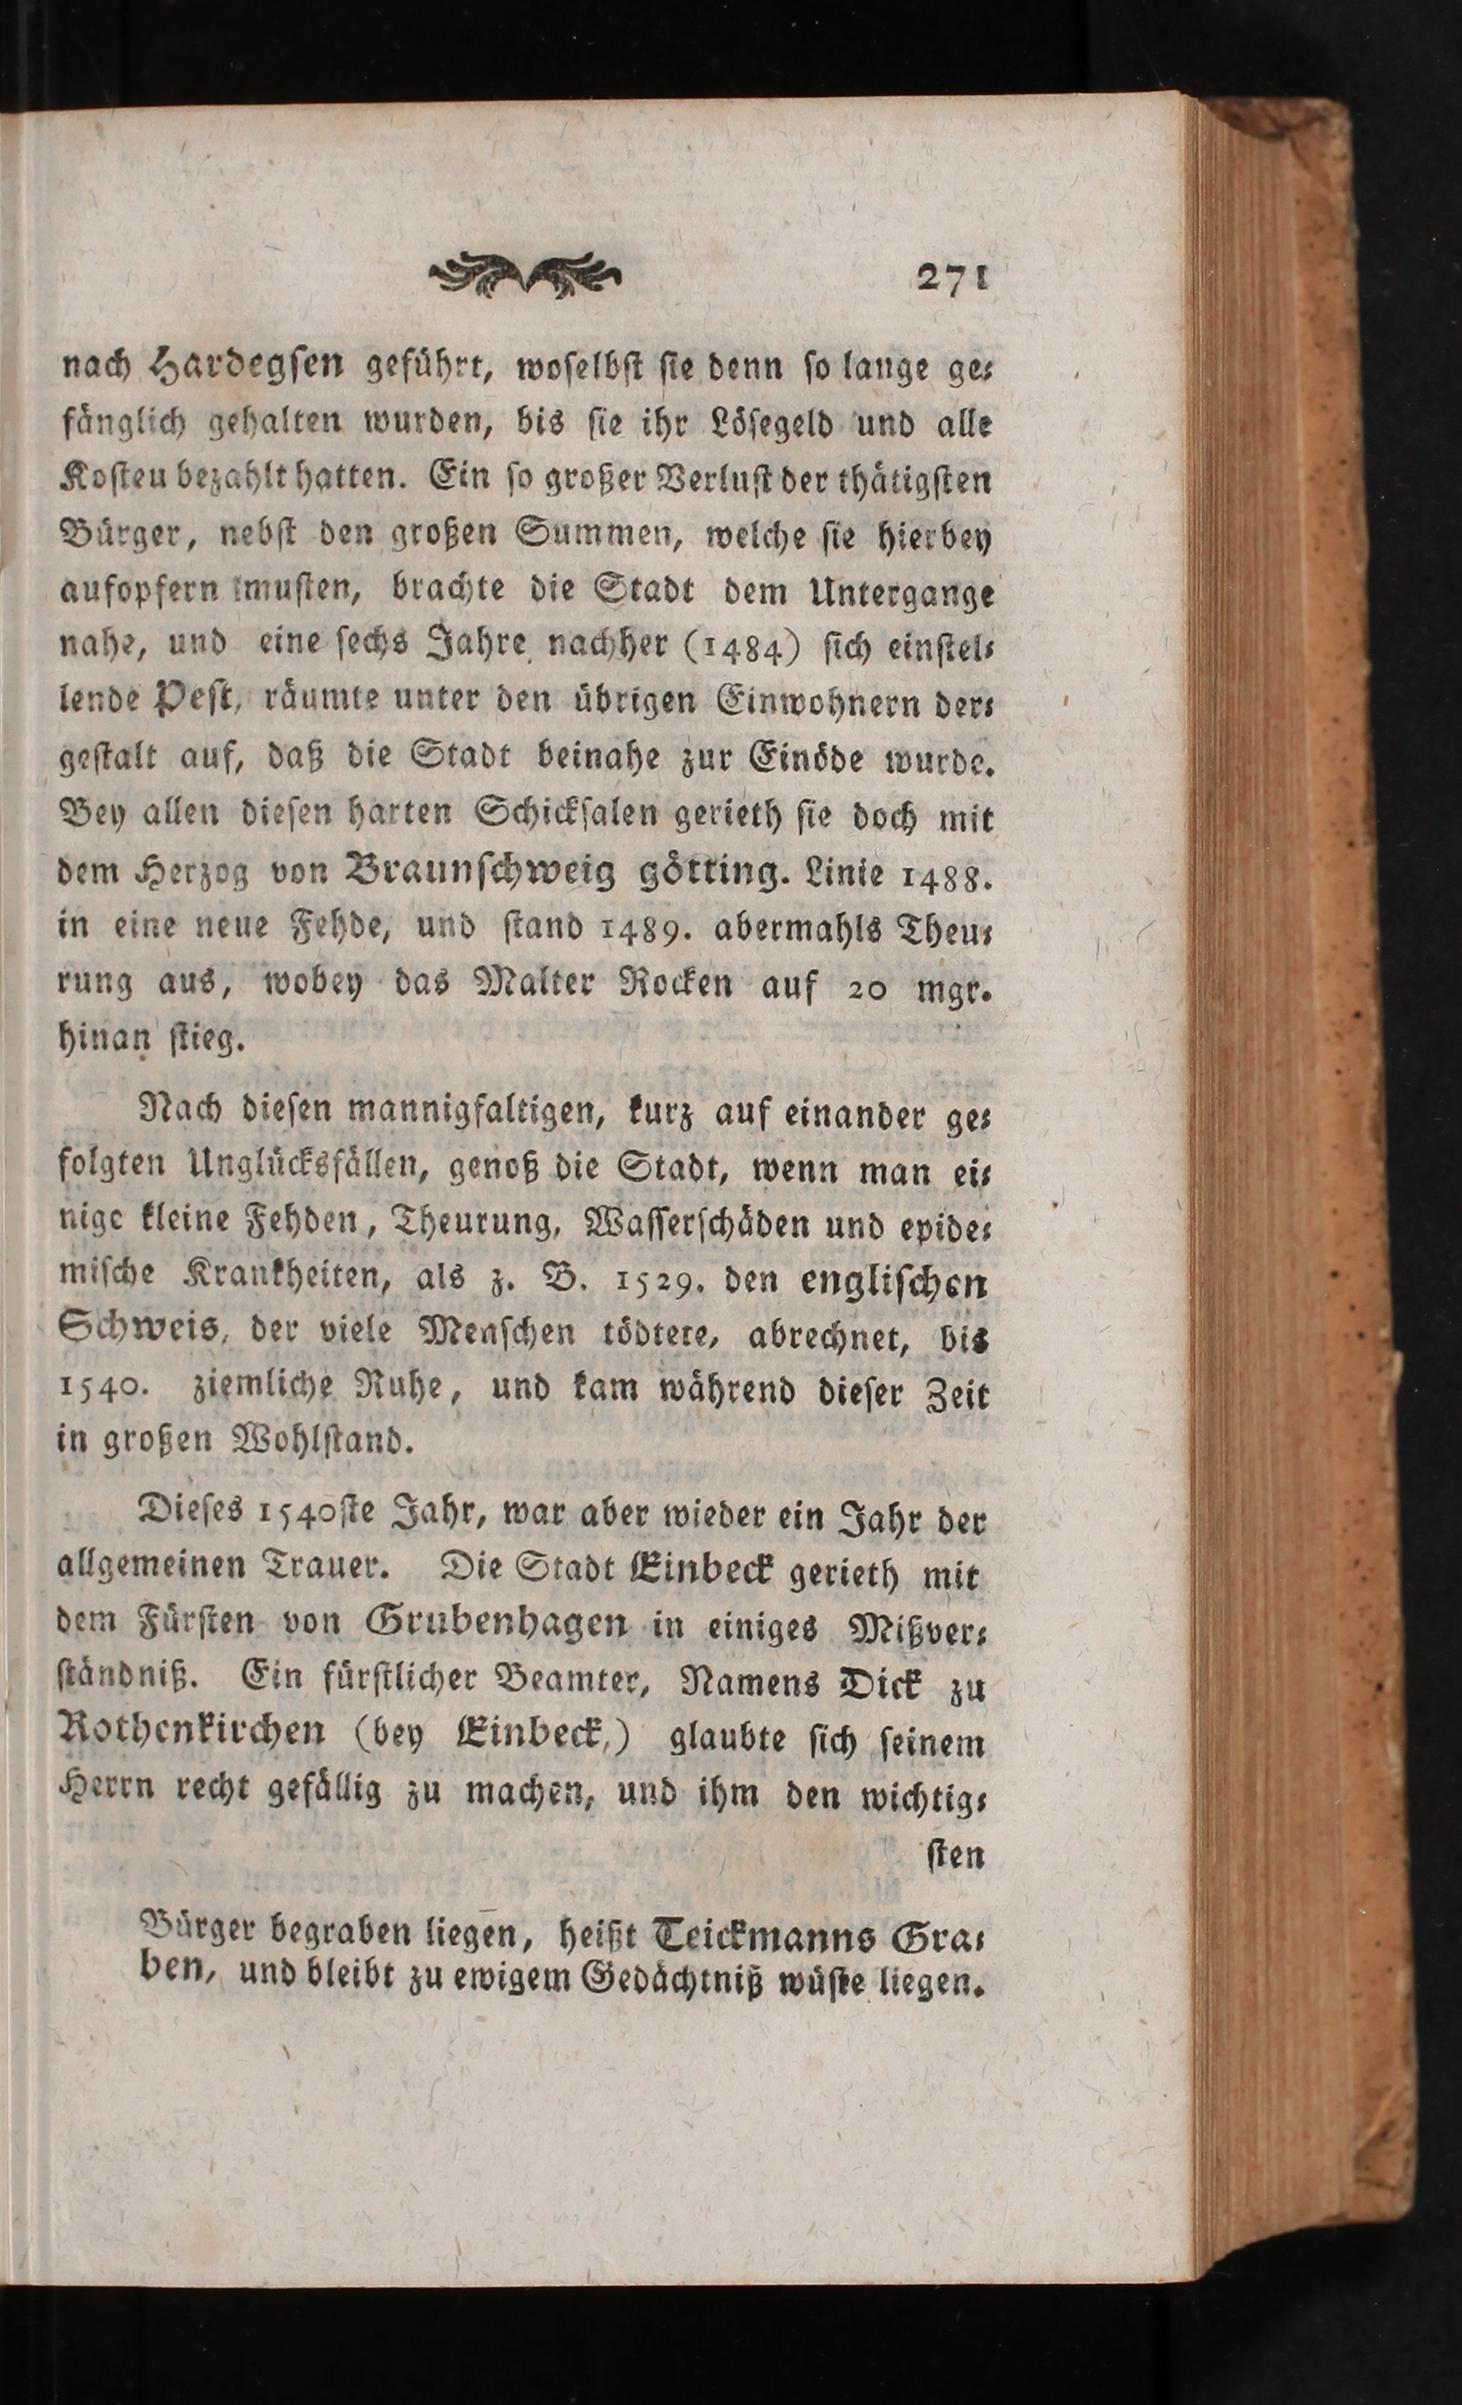 271
nach Hardegſen geführt, woſelbſt ſie denn ſo lange ge⸗
fänglich gehalten wurden, bis ſie ihr Löſegeld und alle
Koſten bezahlt hatten. Ein ſo großer Verluſt der thätigſten
Bürger, nebſt den großen Summen, welche ſie hierbey
aufopfern muſten, brachte die Stadt dem Untergange
nahe, und eine ſechs Jahre nachher (1484) ſich einſtel⸗
lende Peſt, räumte unter den übrigen Einwohnern der⸗
geſtalt auf, daß die Stadt beinahe zur Einöde wurde.
Bey allen dieſen harten Schickſalen gerieth ſie doch mit
dem Herzog von Braunſchweig götting. Linie 1488.
in eine neue Fehde, und ſtand 1489. abermahls Theu⸗
rung aus, wobey das Malter Rocken auf 20 mgr.
hinan ſtieg.
Nach dieſen mannigfaltigen, kurz auf einander ge⸗
folgten Unglücksfällen, genoß die Stadt, wenn man ei⸗
nige kleine Fehden, Theurung, Waſſerſchäden und epide⸗
miſche Krankheiten, als z. B. 1529. den engliſchen
Schweis, der viele Menſchen tödtete, abrechnet, bis
1540. ziemliche Ruhe, und kam während dieſer Zeit
in großen Wohlſtand.
Dieſes 1540ſte Jahr, war aber wieder ein Jahr der
allgemeinen Trauer. Die Stadt Einbeck gerieth mit
dem Fürſten von Grubenhagen in einiges Mißver⸗
ſtändniß. Ein fürſtlicher Beamter, Namens Dick zu
Rothenkirchen (bey Einbeck,) glaubte ſich ſeinem
Herrn recht gefällig zu machen, und ihm den wichtig⸗
ſten
Bürger begraben liegen, heißt Teickmanns Gra⸗
ben, und bleibt zu ewigem Gedächtniß wüſte liegen.